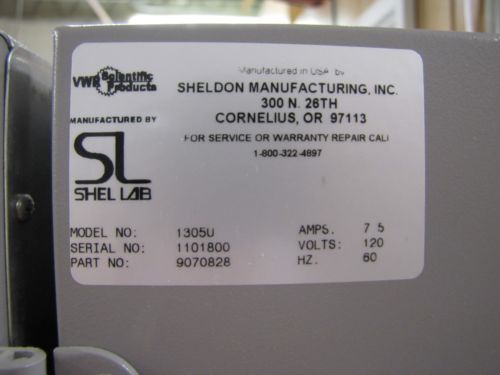 VWR Scientific Products
Manufactured in USA by
SHELDON MANUFACTURING, INC.
300 N. 26TH
CORNELIUS, OR 97113
MANUFACTURED BY
FOR SERVICE OR WARRANTY REPAIR CALL
1-800-322-4897
SL
SHEL LAB
MODEL NO: 1305U AMPS. 7 5
SERIAL NO: 1101800 VOLTS: 120
PART NO: 9070828 HZ. 60